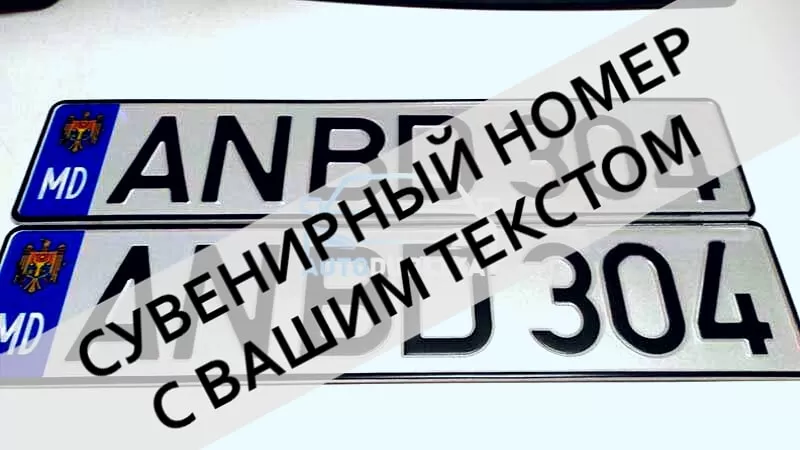 MD ANBD 304
MD ANBD 304
СУВЕНИРНЫЙ НОМЕР
С ВАШИМ ТЕКСТОМ